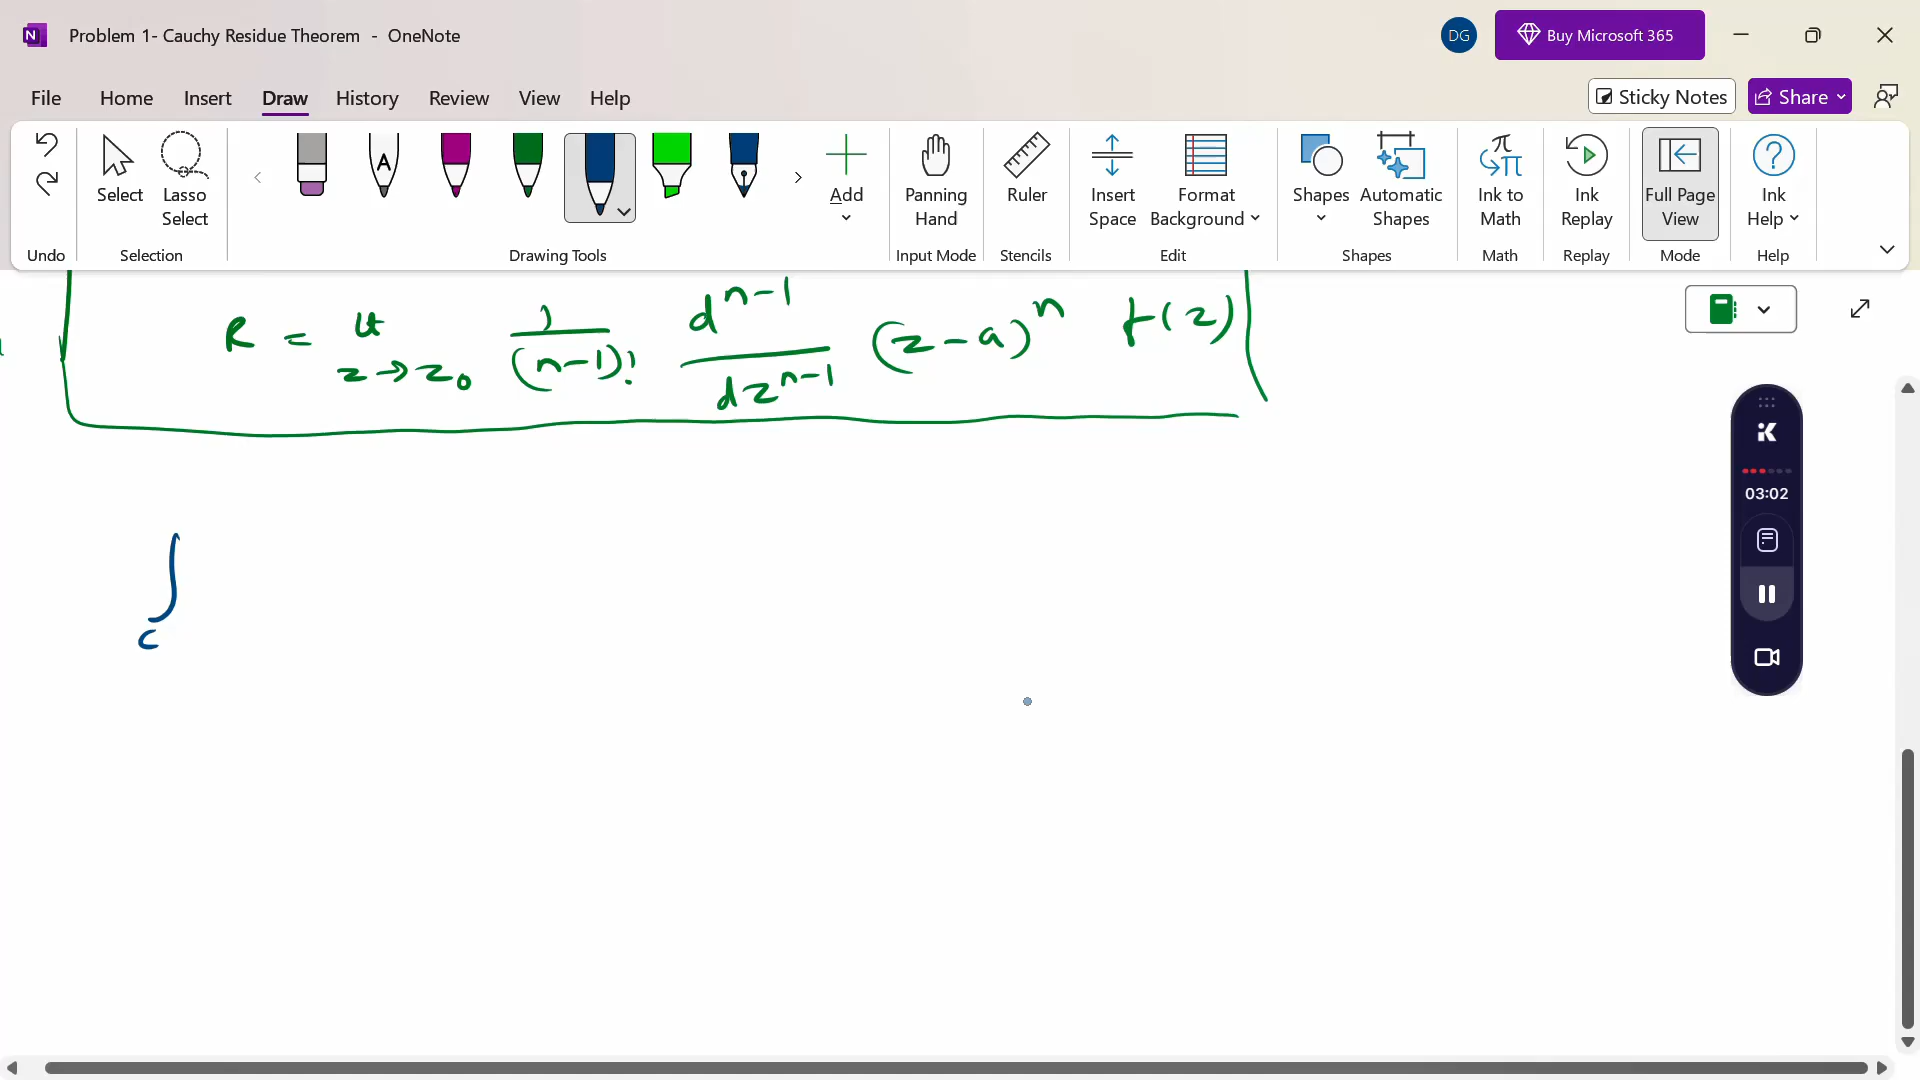 Problem 1- Cauchy Residue Theorem - OneNote
DG
Buy Microsoft 365
File Home Insert Draw History Review View Help
Sticky Notes Share
A
Select Lasso Select
Add
Panning Hand
Ruler
Insert Space
Format Background
Shapes
Automatic Shapes
Ink to Math
Ink Replay
Full Page View
Ink Help
Undo Selection Drawing Tools Input Mode Stencils Edit Shapes Math Replay Mode Help
R = lt z→z₀ 1/(n-1)! d^(n-1)/dz^(n-1) (z-a)^n f(z)
03:02
∫c